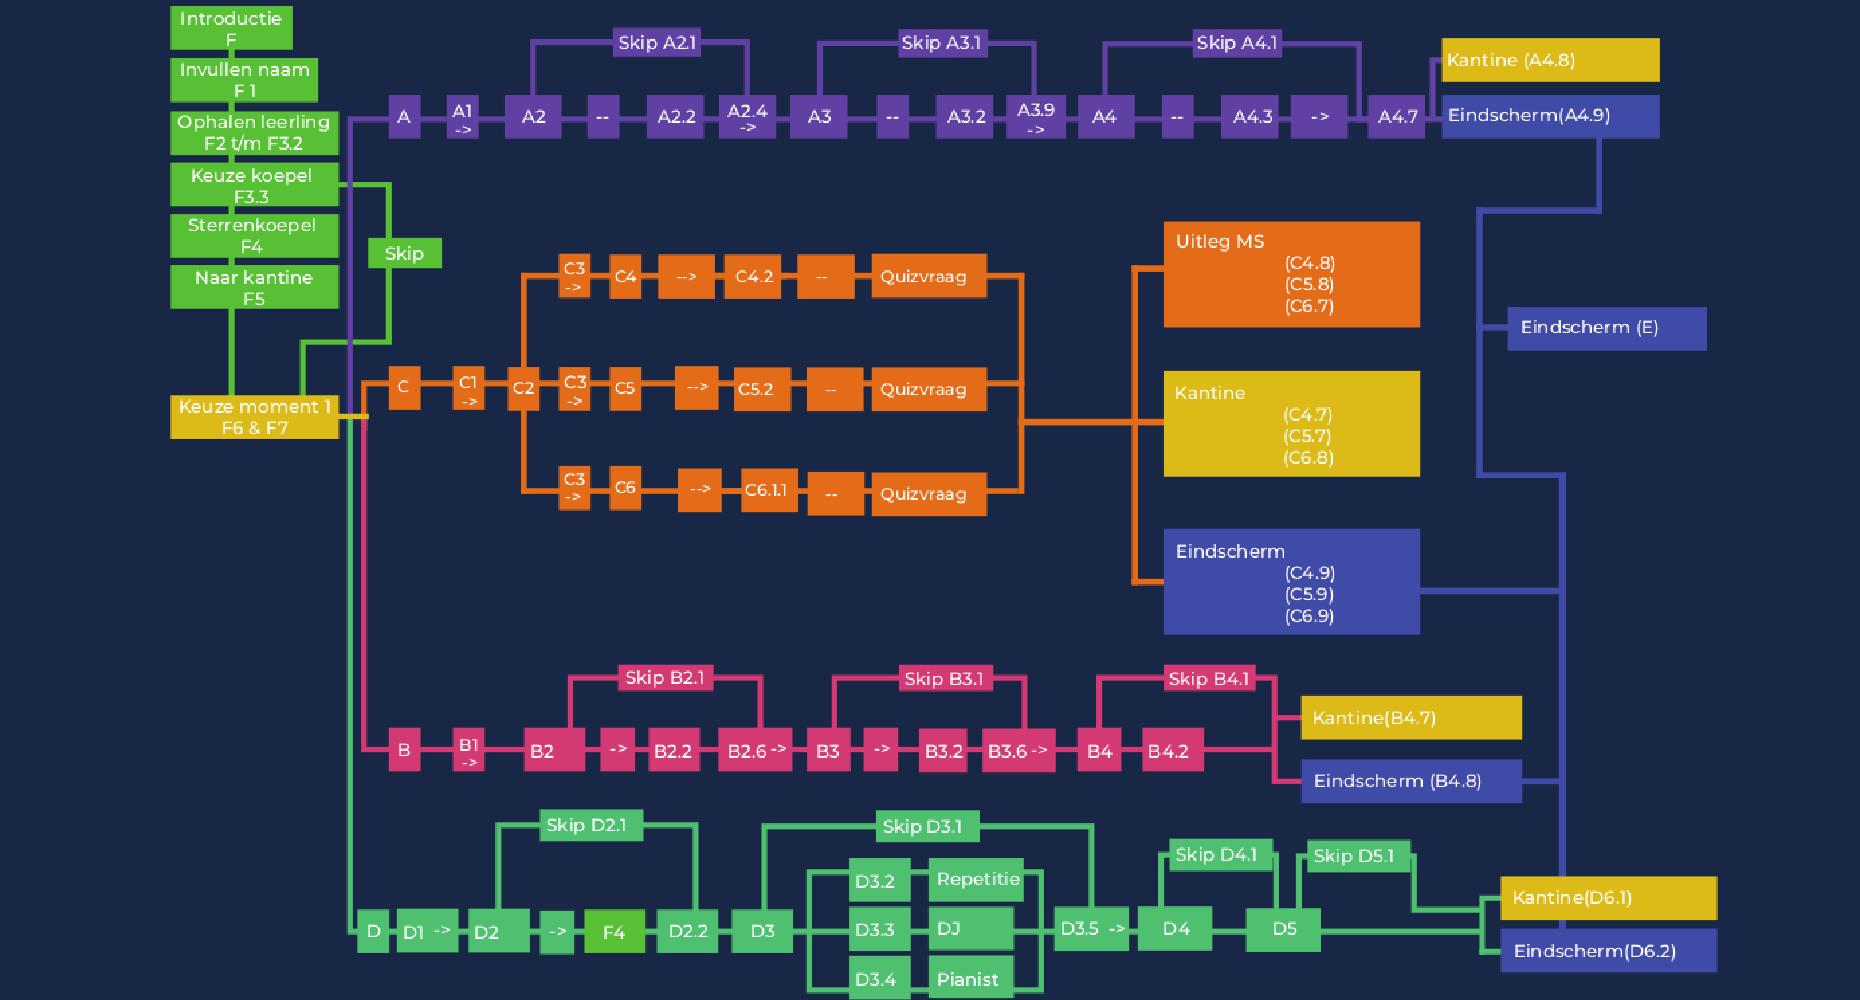 Introductie
F
Invullen naam
F 1
Ophalen leerling
F2 t/m F3.2
Keuze koepel
F3.3
Sterrenkoepel
F4
Naar kantine
F5
Skip
Keuze moment 1
F6 & F7
Skip A2.1
Skip A3.1
Skip A4.1
A
A1
->
A2
--
A2.2
A2.4
->
A3
--
A3.2
A3.9
->
A4
--
A4.3
->
A4.7
Kantine (A4.8)
Eindscherm(A4.9)
C3
->
C4
-->
C4.2
--
Quizvraag
C
C1
->
C2
C3
->
C5
-->
C5.2
--
Quizvraag
C3
->
C6
-->
C6.1.1
--
Quizvraag
Uitleg MS
(C4.8)
(C5.8)
(C6.7)
Kantine
(C4.7)
(C5.7)
(C6.8)
Eindscherm
(C4.9)
(C5.9)
(C6.9)
Eindscherm (E)
Skip B2.1
Skip B3.1
Skip B4.1
B
B1
->
B2
->
B2.2
B2.6 ->
B3
->
B3.2
B3.6 ->
B4
B4.2
Kantine(B4.7)
Eindscherm (B4.8)
Skip D2.1
Skip D3.1
Skip D4.1
Skip D5.1
D
D1 ->
D2
->
F4
D2.2
D3
D3.2
Repetitie
D3.3
DJ
D3.4
Pianist
D3.5 ->
D4
D5
Kantine(D6.1)
Eindscherm(D6.2)